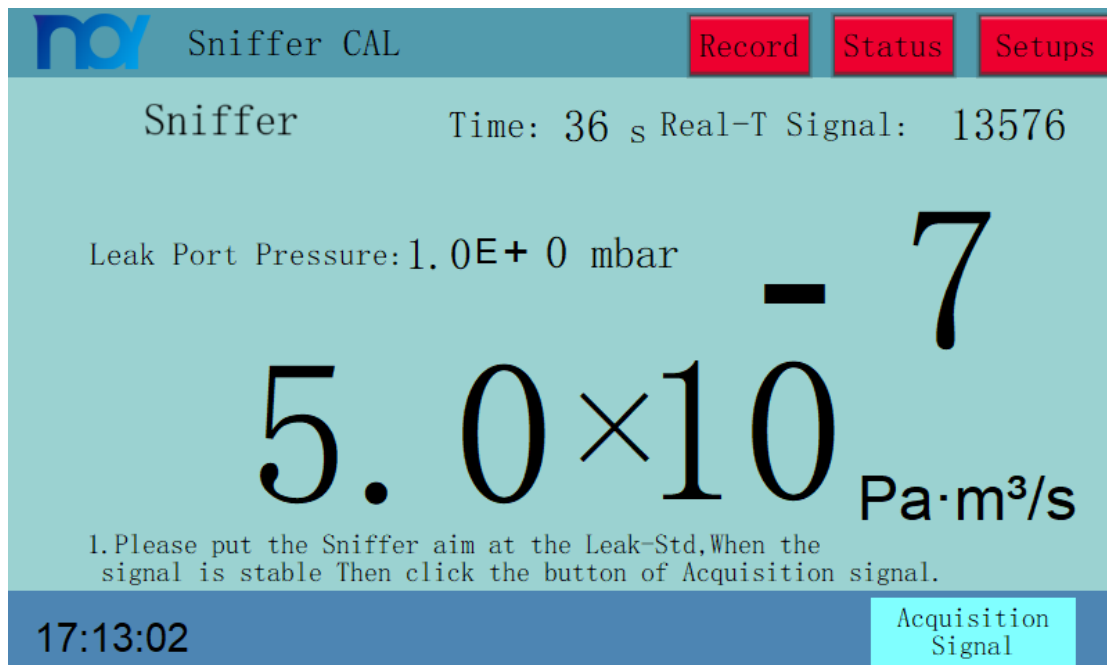 Sniffer CAL Record Status Setups
Sniffer Time: 36 s Real-T Signal: 13576
Leak Port Pressure:1.0E+ 0 mbar
5.0×10
-7
Pa·m³/s
1.Please put the Sniffer aim at the Leak-Std,When the
signal is stable Then click the button of Acquisition signal.
17:13:02
Acquisition
Signal